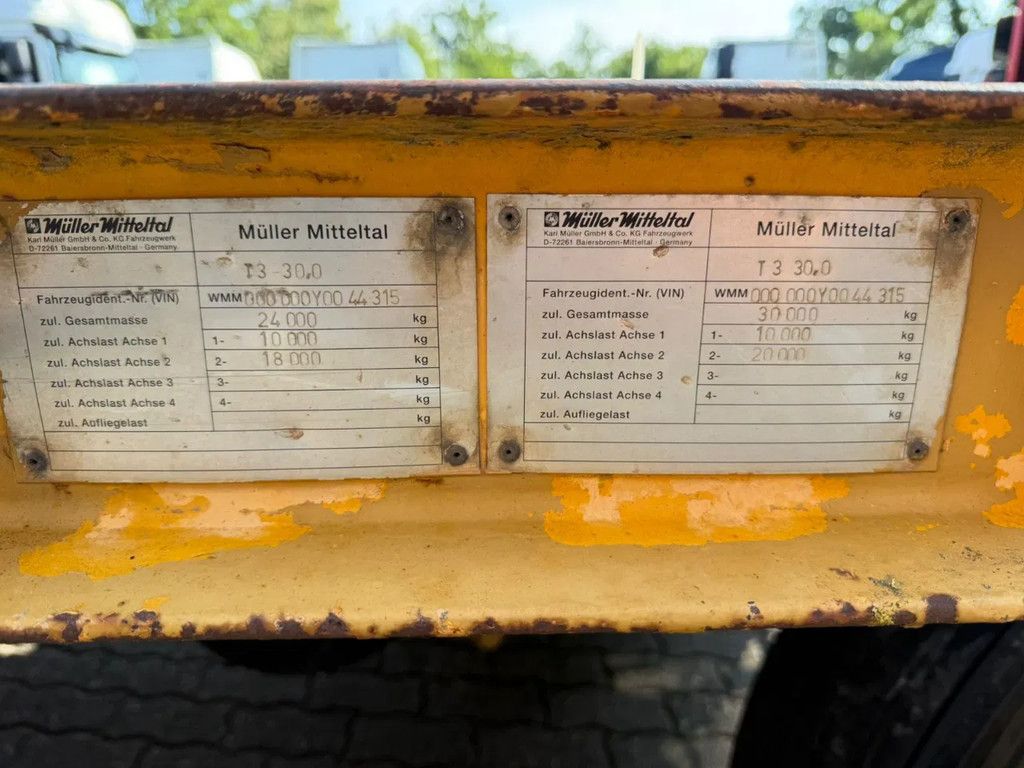 Müller Mitteltal
Karl Müller GmbH & Co. KG Fahrzeugwerk
D-72261 Baiersbronn-Mitteltal · Germany
Müller Mitteltal
T3-30,0
Fahrzeugident.-Nr. (VIN) WMM000 000Y00 44 315
zul. Gesamtmasse 24 000 kg
zul. Achslast Achse 1 1- 10 000 kg
zul. Achslast Achse 2 2- 18 000 kg
zul. Achslast Achse 3 3- kg
zul. Achslast Achse 4 4- kg
zul. Aufliegelast kg
Müller Mitteltal
Karl Müller GmbH & Co. KG Fahrzeugwerk
D-72261 Baiersbronn-Mitteltal · Germany
Müller Mitteltal
T 3 30,0
Fahrzeugident.-Nr. (VIN) WMM 000 000Y00 44 315
zul. Gesamtmasse 30 000 kg
zul. Achslast Achse 1 1- 10 000 kg
zul. Achslast Achse 2 2- 20 000 kg
zul. Achslast Achse 3 3- kg
zul. Achslast Achse 4 4- kg
zul. Aufliegelast kg